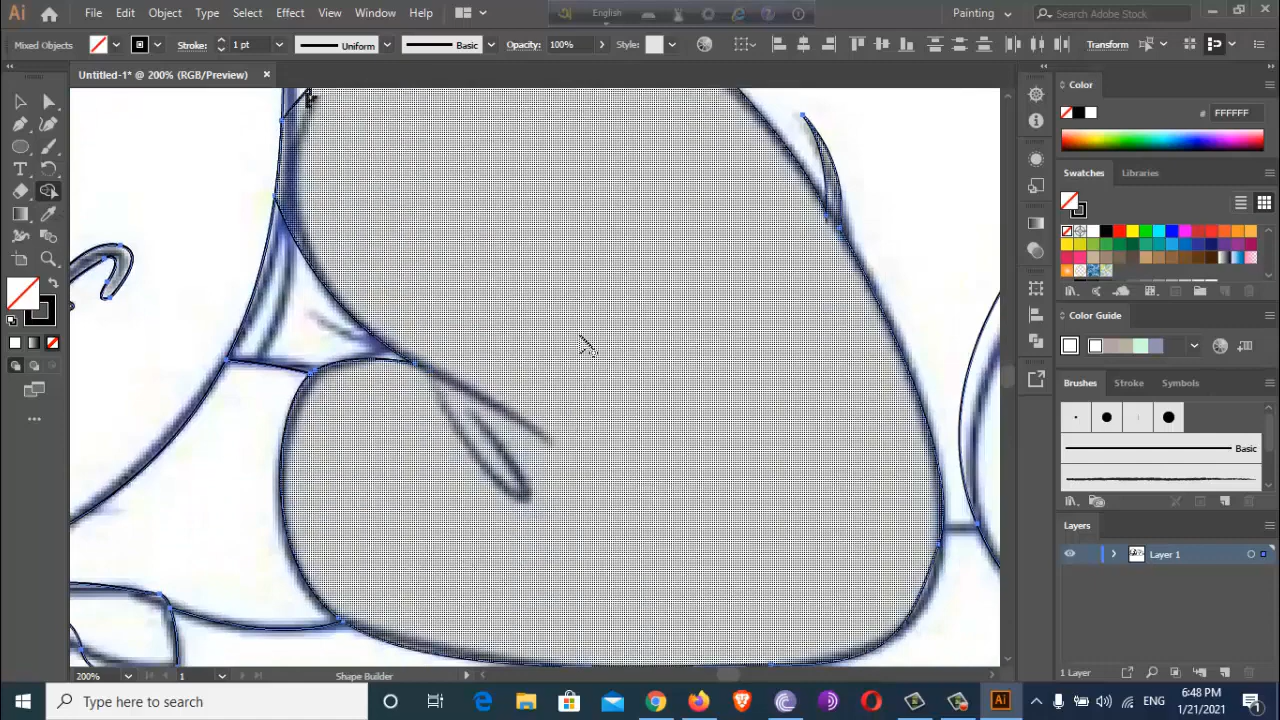 Ai
File Edit Object Type Select Effect View Window Help
English
Painting
Search Adobe Stock
Mixed Objects
Stroke: 1 pt
Uniform
Basic
Opacity: 100%
Style:
Transform
Untitled-1* @ 200% (RGB/Preview)
Color
# FFFFFF
Swatches Libraries
Color Guide
Brushes Stroke Symbols
Basic
Layers
Layer 1
1 Layer
200% 1 Shape Builder
Type here to search
ENG
6:48 PM
1/21/2021
Ai